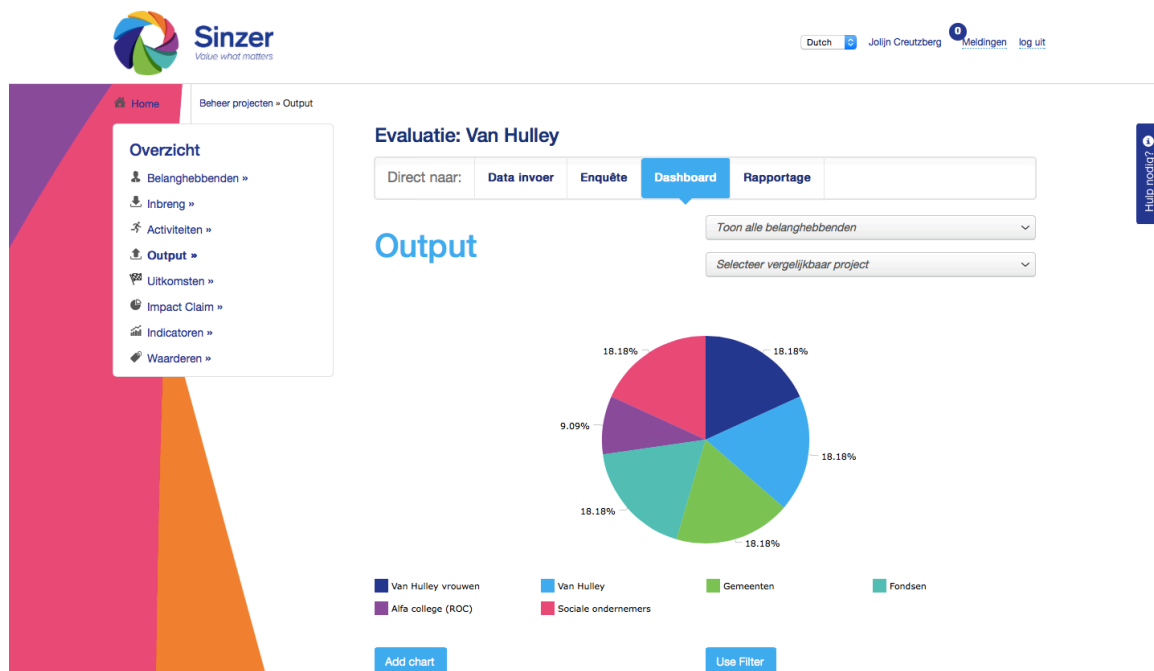 Sinzer
Value what matters
Dutch
Jolijn Creutzberg
0
Meldingen
log uit
Home
Beheer projecten » Output
Hulp nodig?
Overzicht
Belanghebbenden »
Inbreng »
Activiteiten »
Output »
Uitkomsten »
Impact Claim »
Indicatoren »
Waarderen »
Evaluatie: Van Hulley
Direct naar: Data invoer Enquête Dashboard Rapportage
Output
Toon alle belanghebbenden
Selecteer vergelijkbaar project
18.18% 18.18%
9.09%
18.18%
18.18%
18.18%
Van Hulley vrouwen Van Hulley Gemeenten Fondsen
Alfa college (ROC) Sociale ondernemers
Add chart Use Filter